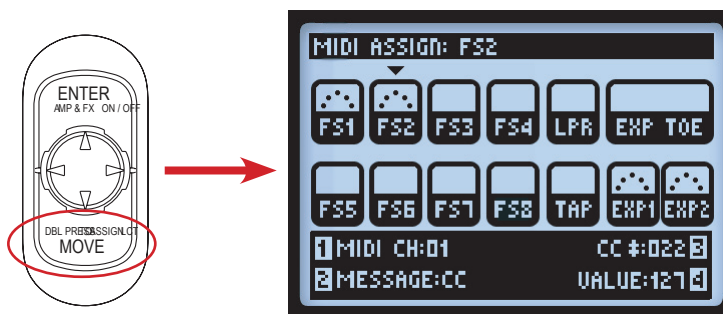 ENTER
AMP & FX ON / OFF
MOVE
MIDI ASSIGN: FS2
FS1 FS2 FS3 FS4 LPR EXP TOE
FS5 FS6 FS7 FS8 TAP EXP1 EXP2
1 MIDI CH:01 CC #:022 3
2 MESSAGE:CC VALUE:127 4